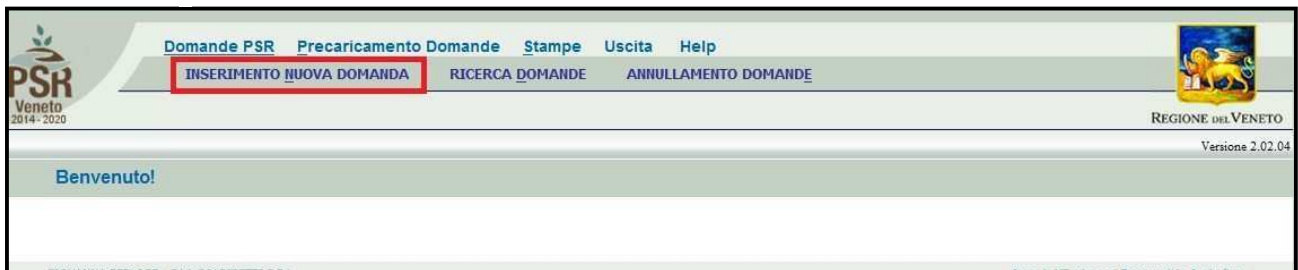 Domande PSR Precaricamento Domande Stampe Uscita Help
INSERIMENTO NUOVA DOMANDA RICERCA DOMANDE ANNULLAMENTO DOMANDE
PSR
Veneto
2014-2020
REGIONE DEL VENETO
Versione 2.02.04
Benvenuto!